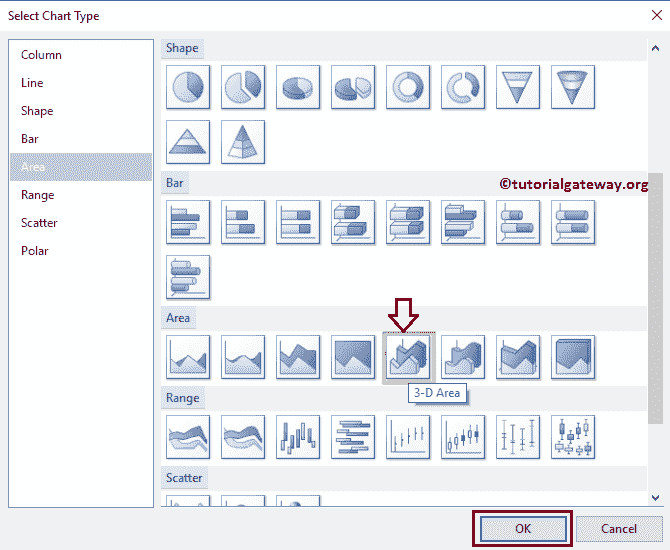 Select Chart Type
Column
Line
Shape
Bar
Area
Range
Scatter
Polar
Shape
©tutorialgateway.org
Bar
Area
3-D Area
Range
Scatter
OK
Cancel